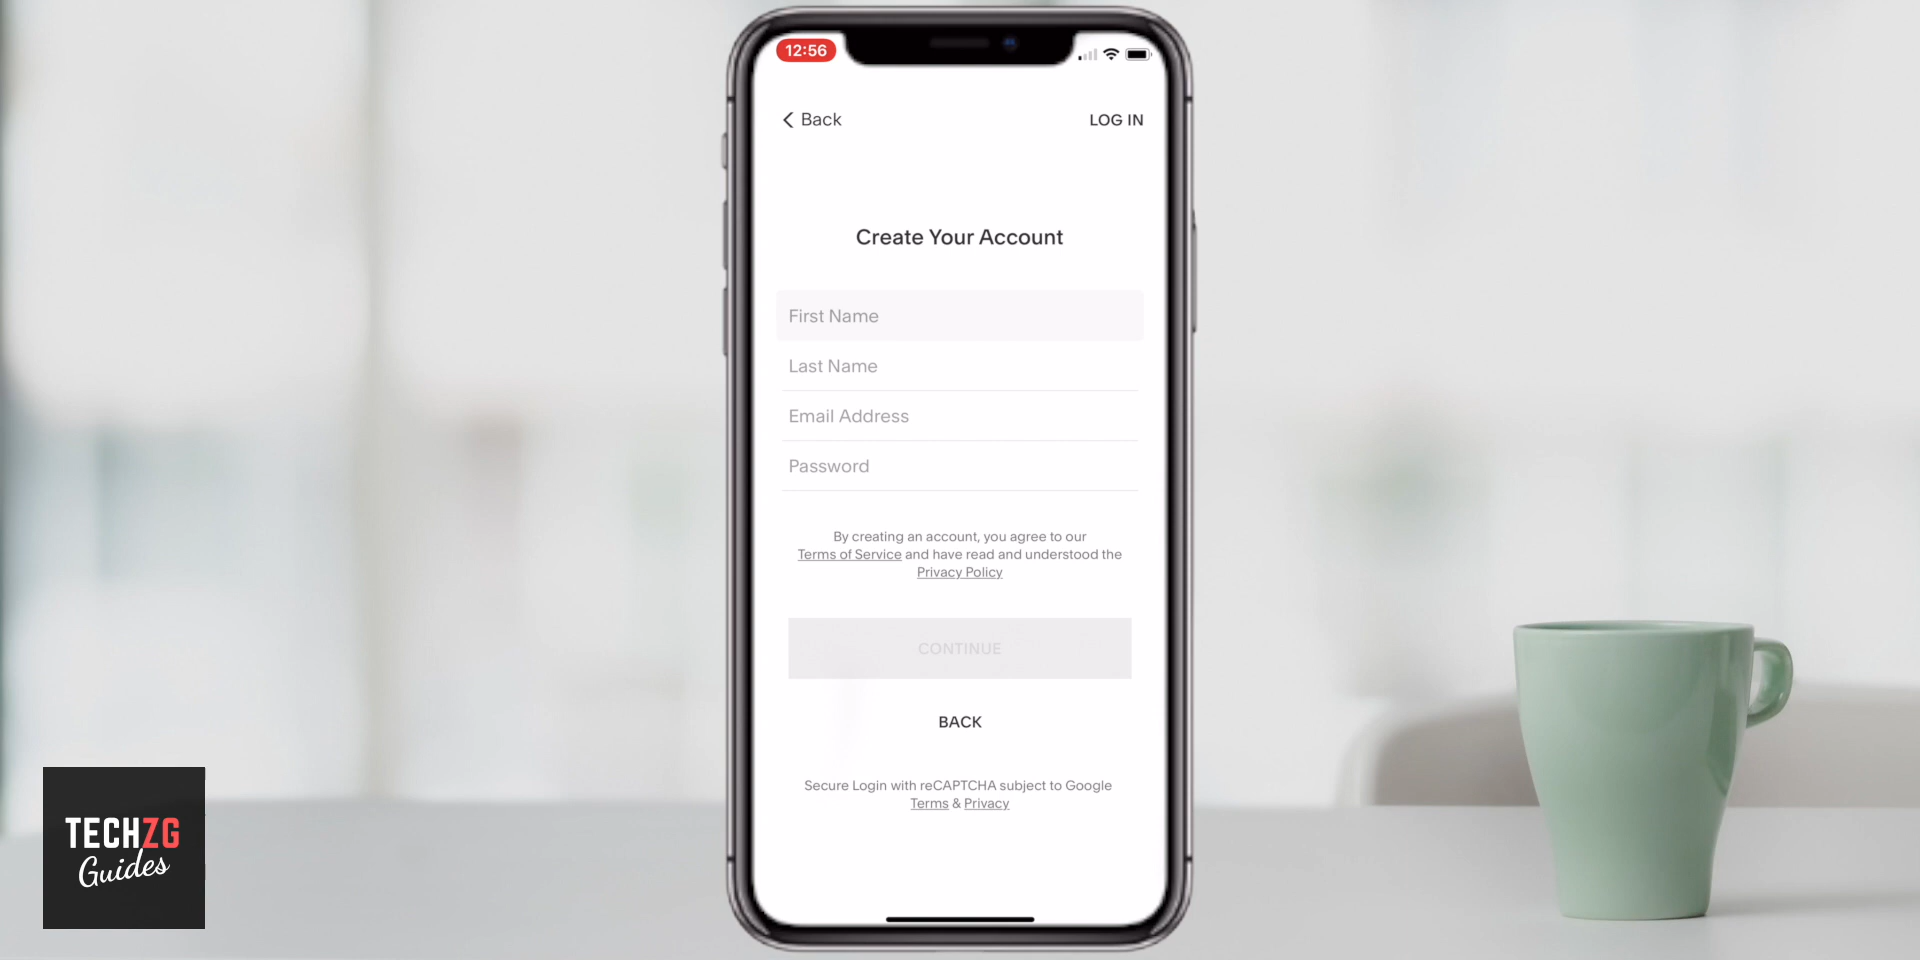 12:56
Back
LOG IN
Create Your Account
First Name
Last Name
Email Address
Password
By creating an account, you agree to our
Terms of Service and have read and understood the
Privacy Policy
CONTINUE
BACK
Secure Login with reCAPTCHA subject to Google
Terms & Privacy
TECHZG
Guides